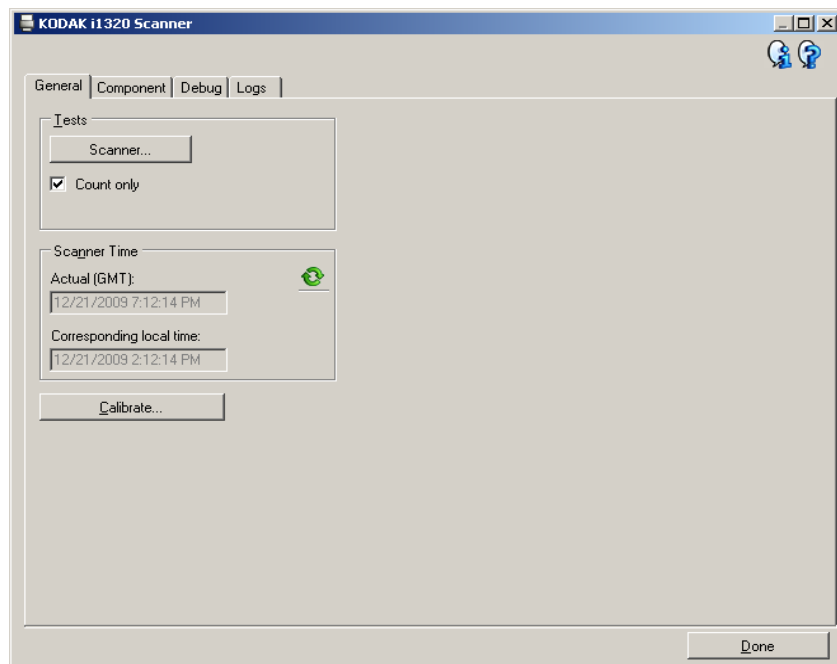 KODAK i1320 Scanner
General Component Debug Logs
Tests
Scanner...
Count only
Scanner Time
Actual (GMT):
12/21/2009 7:12:14 PM
Corresponding local time:
12/21/2009 2:12:14 PM
Calibrate...
Done